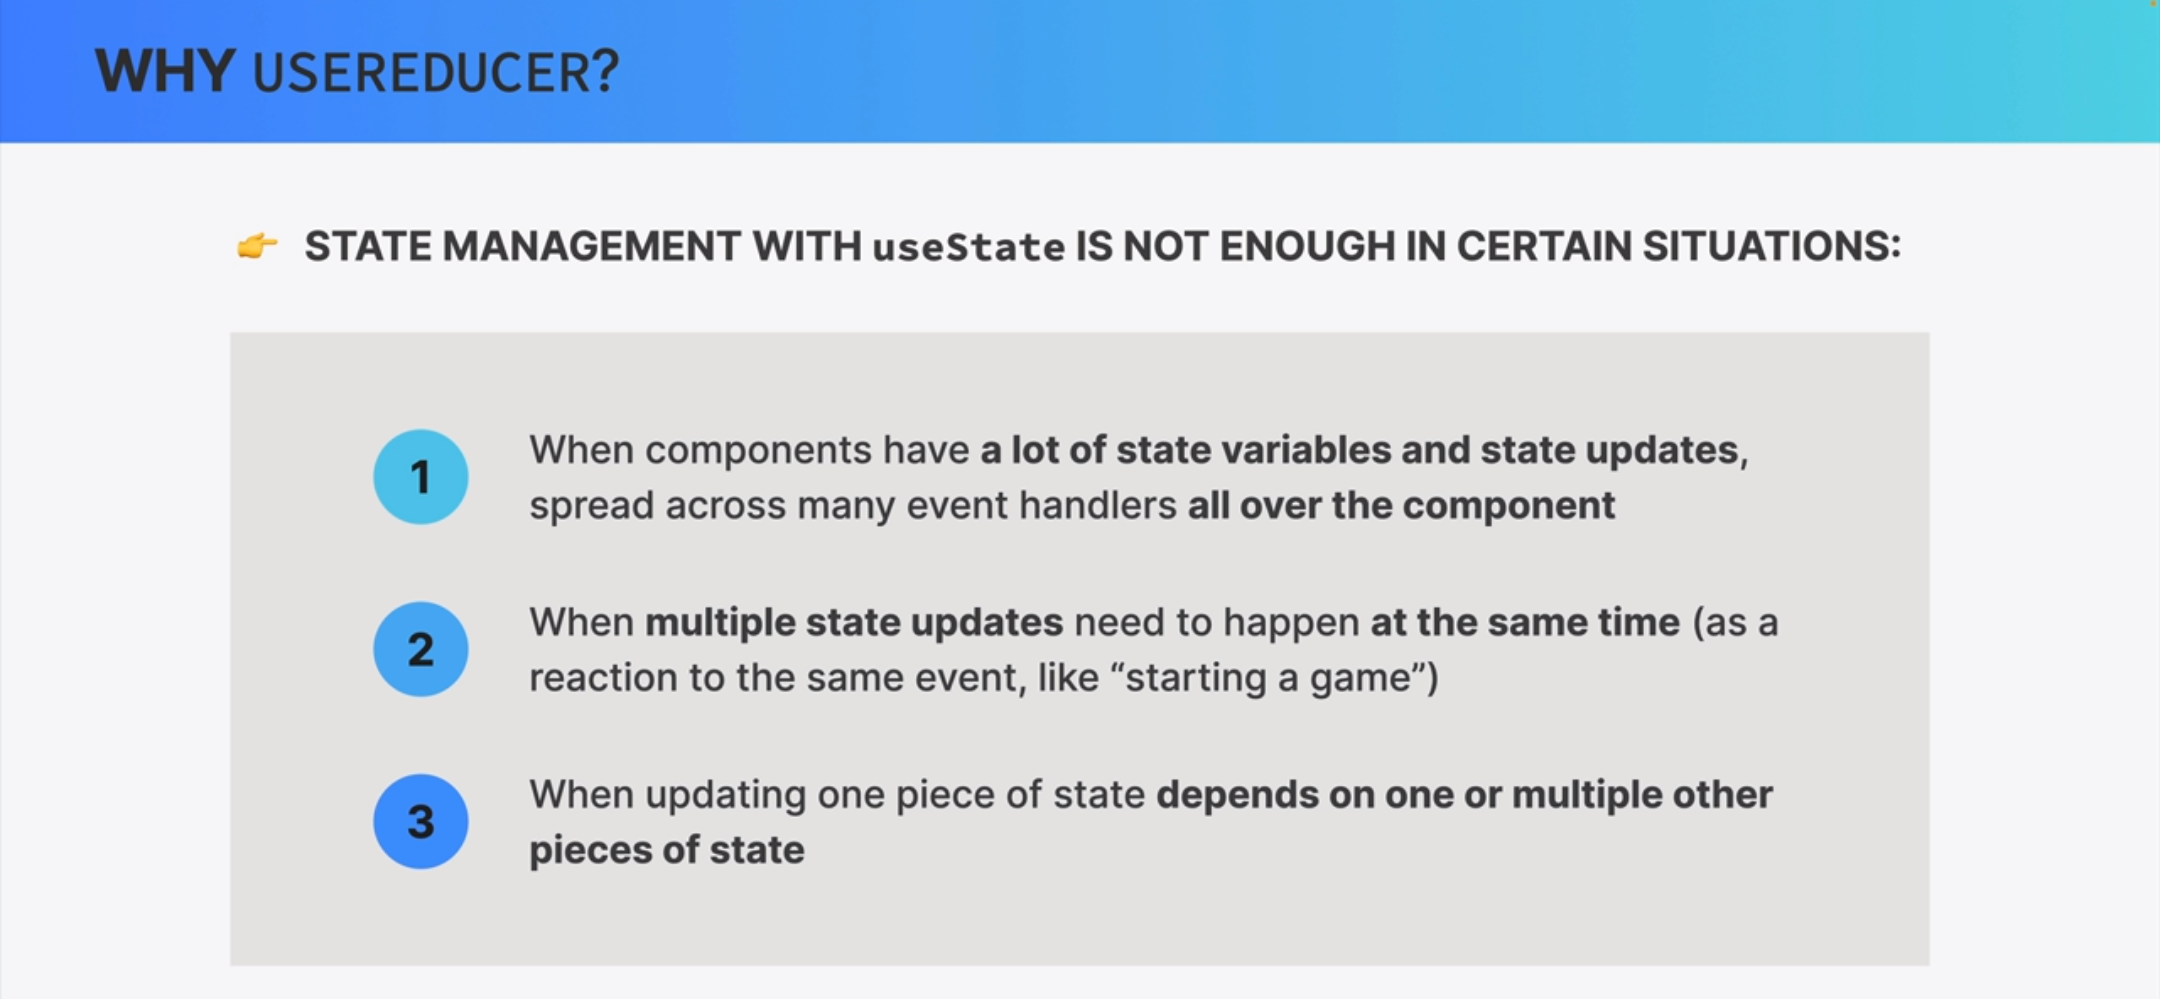 WHY USEREDUCER?
👉 STATE MANAGEMENT WITH useState IS NOT ENOUGH IN CERTAIN SITUATIONS:
1 When components have a lot of state variables and state updates,
spread across many event handlers all over the component
2 When multiple state updates need to happen at the same time (as a
reaction to the same event, like “starting a game”)
3 When updating one piece of state depends on one or multiple other
pieces of state